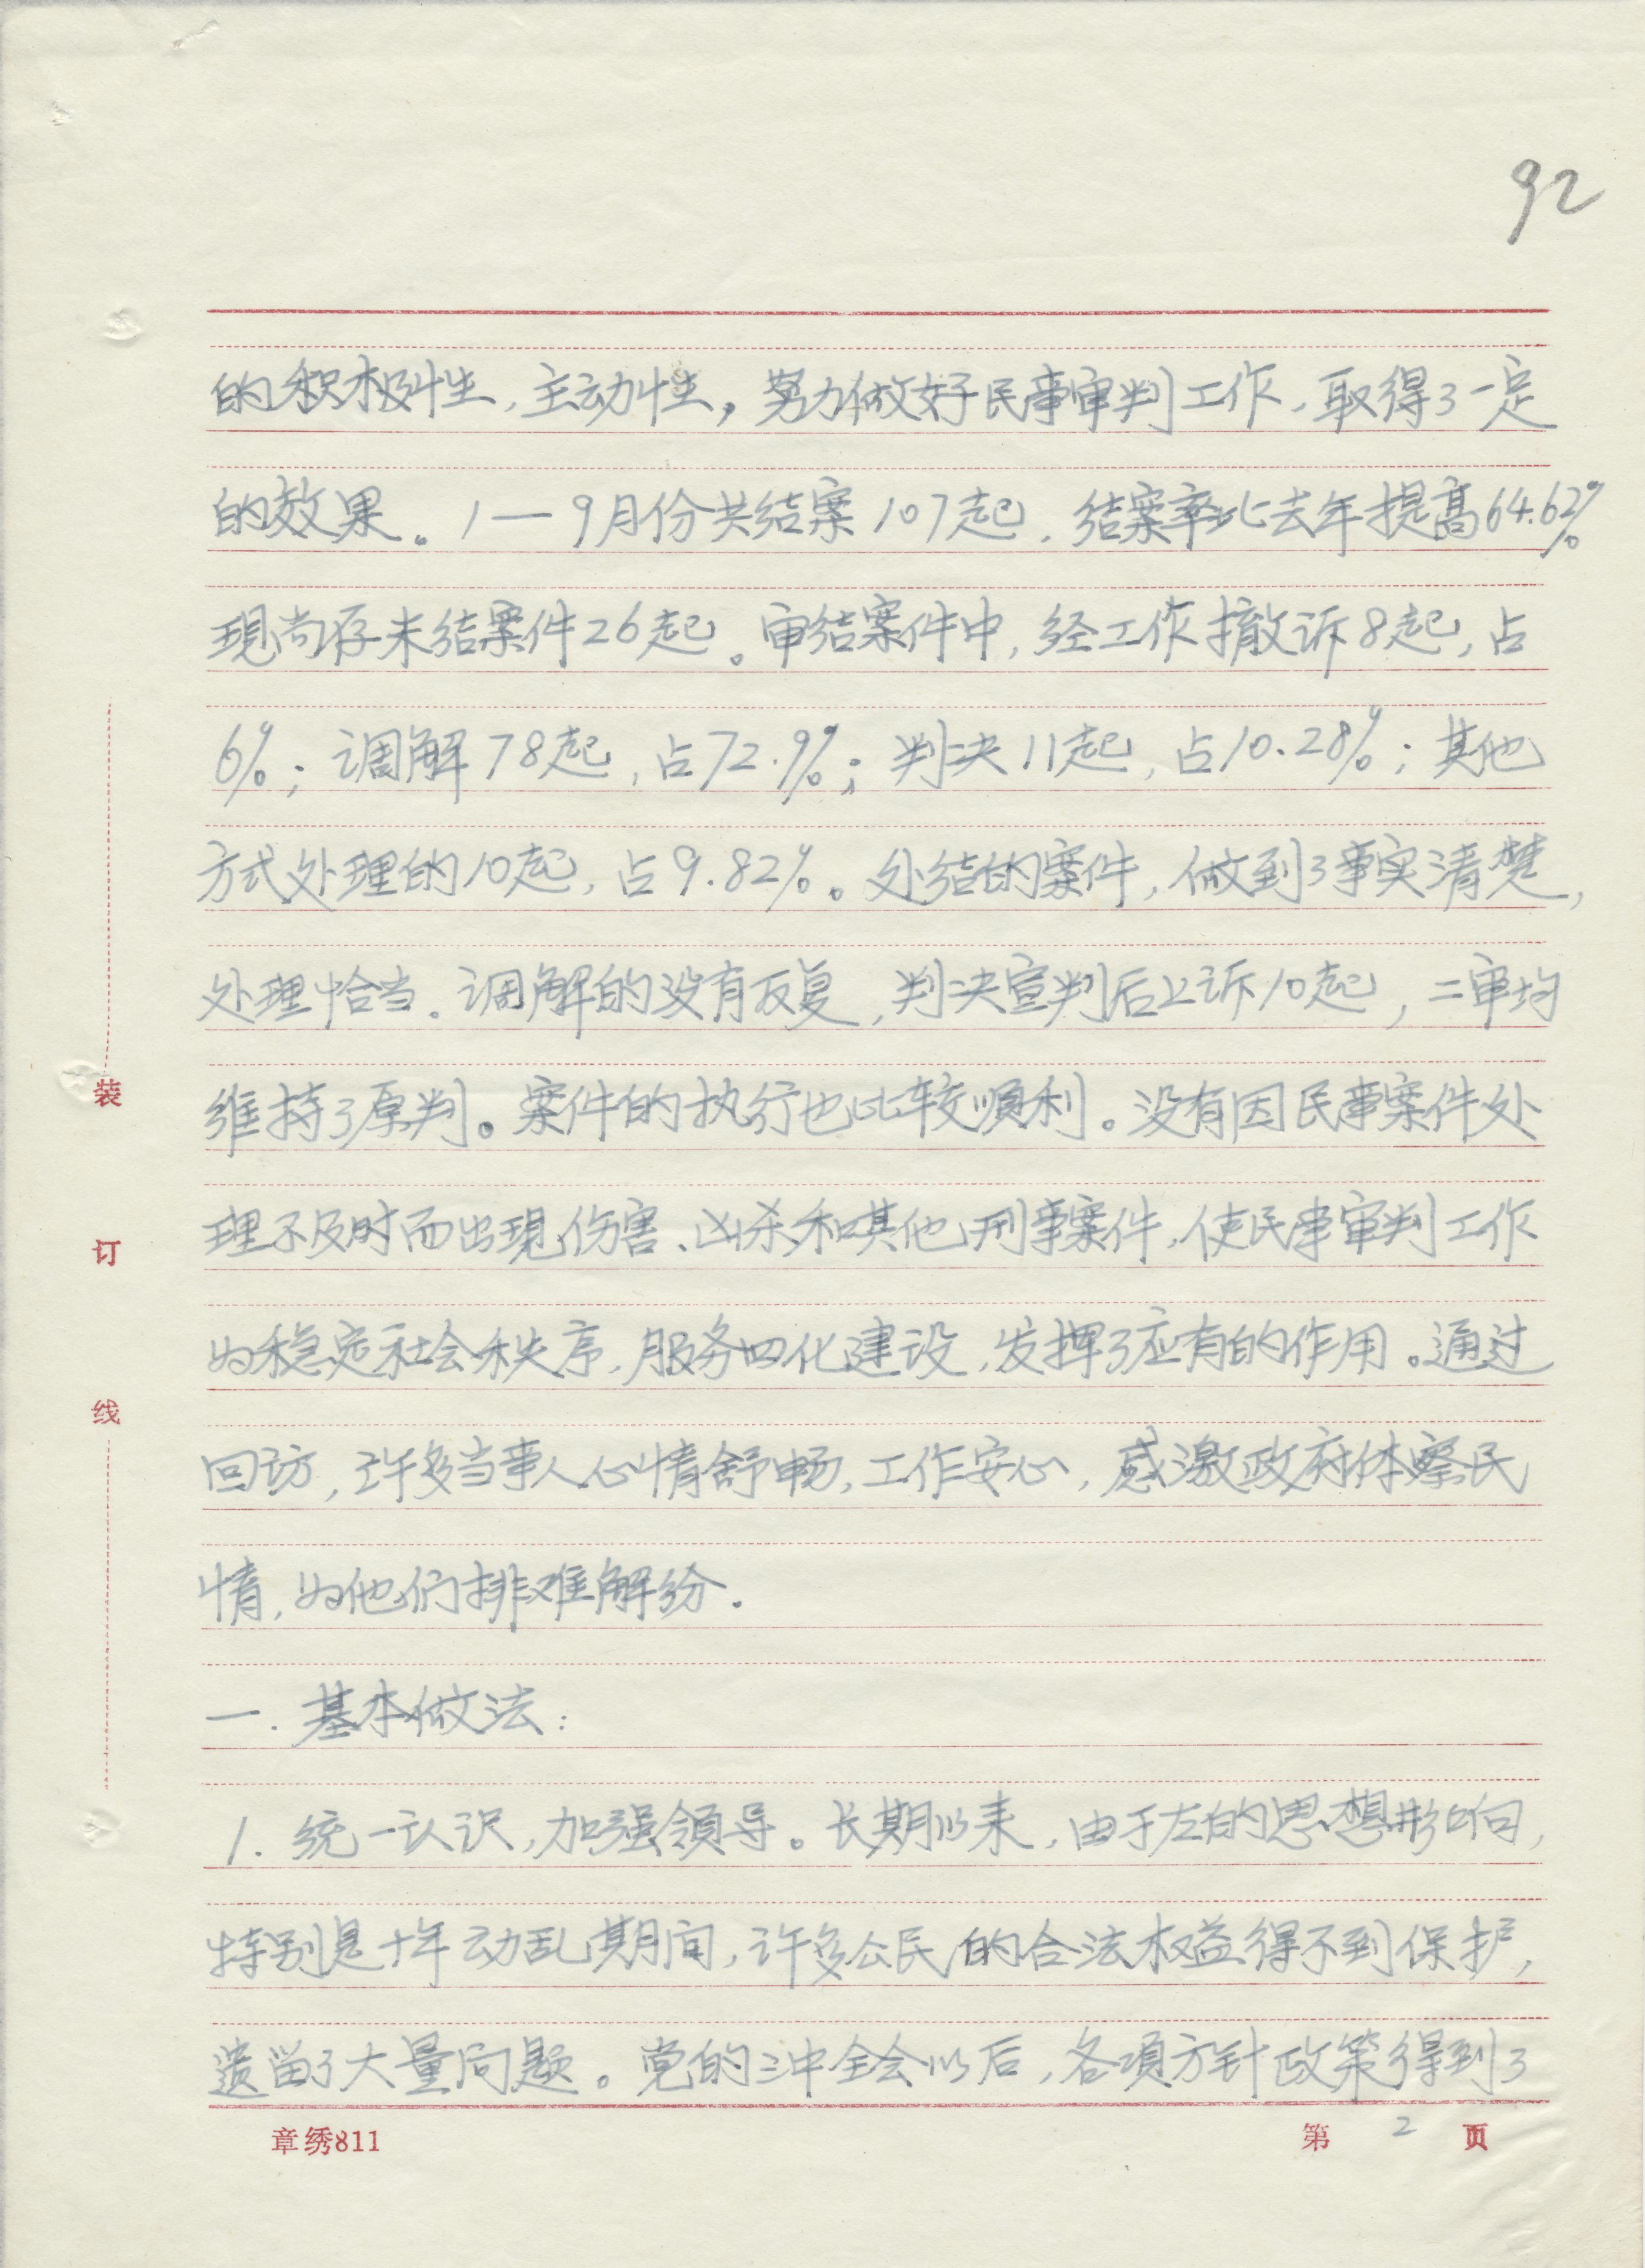 92
的积极性,主动性,努力做好民事审判工作,取得了一定
的效果。1—9月份共结案107起,结案率比去年提高64.62%
现尚存未结案件26起。审结案件中,经工作撤诉8起,占
6%;调解78起,占72.9%;判决11起,占10.28%;其他
方式处理的10起,占9.82%。处结的案件,做到了事实清楚,
处理恰当。调解的没有反复,判决宣判后上诉10起,二审均
维持了原判。案件的执行也比较顺利。没有因民事案件处
理不及时而出现伤害、凶杀和其他刑事案件,使民事审判工作
为稳定社会秩序,服务四化建设,发挥了应有的作用。通过
回访,许多当事人心情舒畅,工作安心,感激政府体察民
情,为他们排难解纷.
一.基本做法:
1.统一认识,加强领导。长期以来,由于左的思想影响,
特别是十年动乱期间,许多公民的合法权益得不到保护,
遗留了大量问题。党的三中全会以后,各项方针政策得到了
装
订
线
章绣811
第 2 页